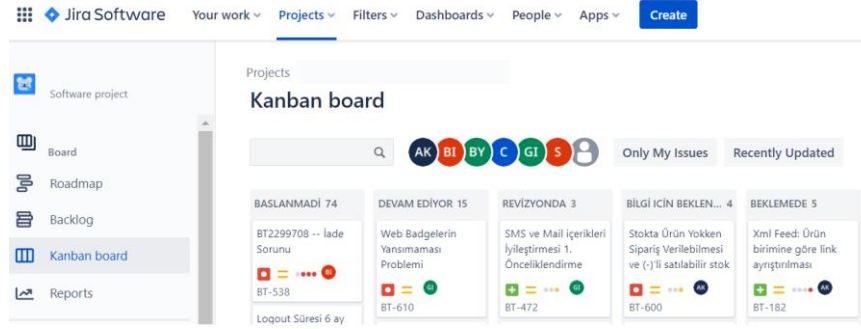 Jira Software Your work Projects Filters Dashboards People Apps Create
Projects
Software project
Kanban board
Board
AK BI BY C GI S Only My Issues Recently Updated
Roadmap
Backlog
Kanban board
Reports
BASLANMADİ 74
BT2299708 -- İade
Sorunu
BI
BT-538
Logout Süresi 6 ay
DEVAM EDİYOR 15
Web Badgelerin
Yansımaması
Problemi
GI
BT-610
REVİZYONDA 3
SMS ve Mail içerikleri
İyileştirmesi 1.
Önceliklendirme
GI
BT-472
BİLGİ ICİN BEKLEN... 4
Stokta Ürün Yokken
Sipariş Verilebilmesi
ve (-)'li satılabilir stok
AK
BT-600
BEKLEMEDE 5
Xml Feed: Ürün
birimine göre link
ayrıştırılması
AK
BT-182